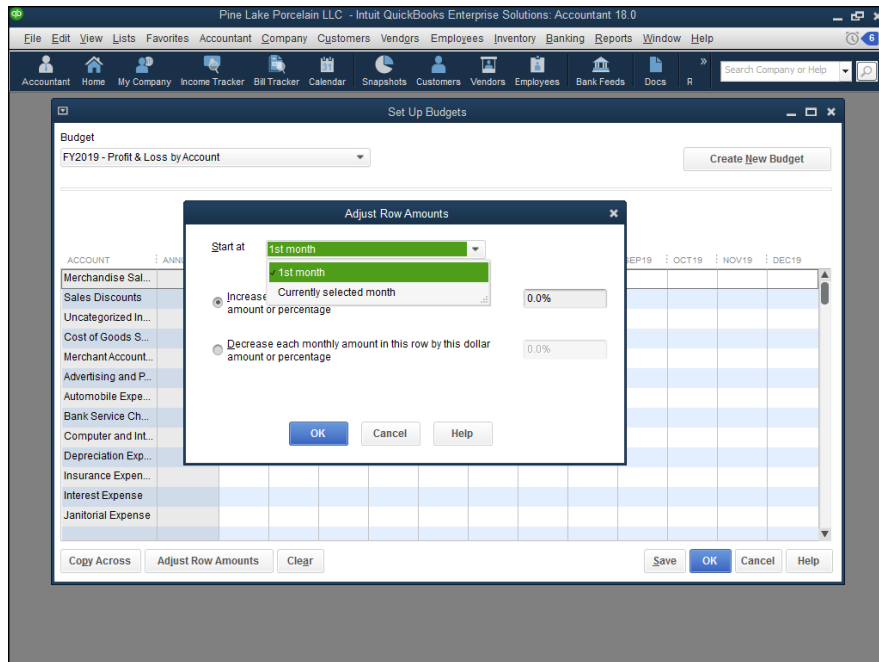 Pine Lake Porcelain LLC - Intuit QuickBooks Enterprise Solutions: Accountant 18.0
File Edit View Lists Favorites Accountant Company Customers Vendors Employees Inventory Banking Reports Window Help 6
Accountant Home My Company Income Tracker Bill Tracker Calendar Snapshots Customers Vendors Employees Bank Feeds Docs R » Search Company or Help
Set Up Budgets
Budget
FY2019 - Profit & Loss by Account
Create New Budget
Adjust Row Amounts
Start at 1st month
ACCOUNT SEP19 OCT19 NOV19 DEC19
1st month
Currently selected month
0.0%
amount or percentage
Decrease each monthly amount in this row by this dollar
amount or percentage
0.0%
OK Cancel Help
Merchandise Sal...
Sales Discounts
Uncategorized In...
Cost of Goods S...
Merchant Account...
Advertising and P...
Automobile Expe...
Bank Service Ch...
Computer and Int...
Depreciation Exp...
Insurance Expen...
Interest Expense
Janitorial Expense
Copy Across Adjust Row Amounts Clear Save OK Cancel Help